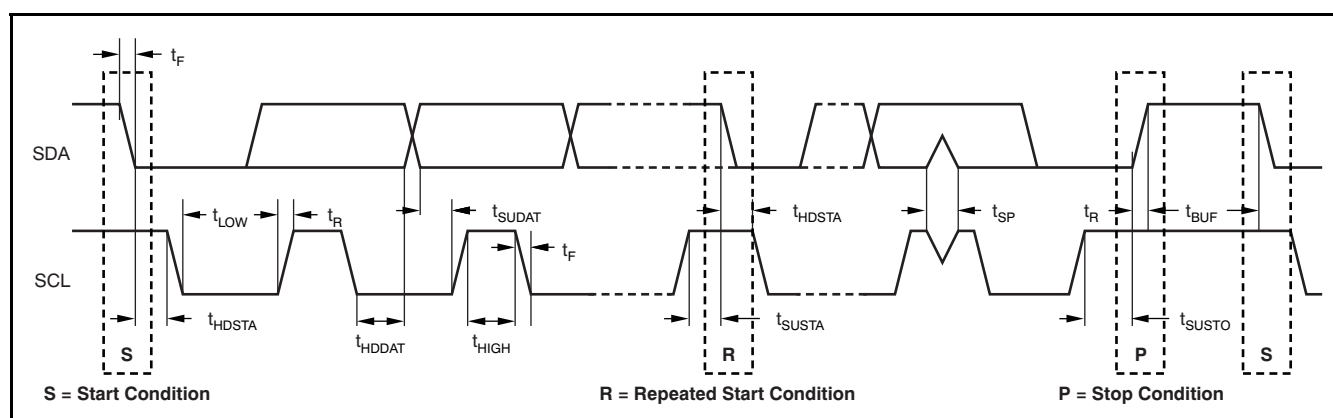 tF
SDA
tLOW
tR
tSUDAT
tHDSTA
tSP
tR
tBUF
tF
SCL
tHDSTA
tHDDAT
tHIGH
tSUSTA
tSUSTO
S
R
P
S
S = Start Condition
R = Repeated Start Condition
P = Stop Condition